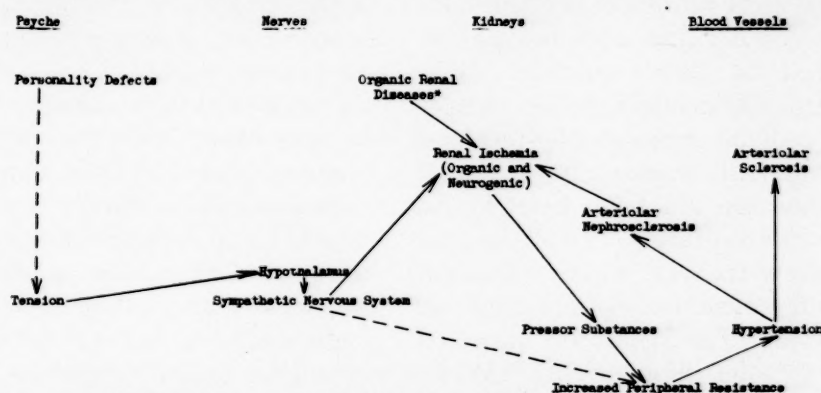 Psyche
Nerves
Kidneys
Blood Vessels
Personality Defects
Organic Renal
Diseases*
Renal Ischemia
(Organic and
Neurogenic)
Arteriolar
Sclerosis
Arteriolar
Nephrosclerosis
Hypothalamus
Tension
Sympathetic Nervous System
Pressor Substances
Hypertension
Increased Peripheral Resistance